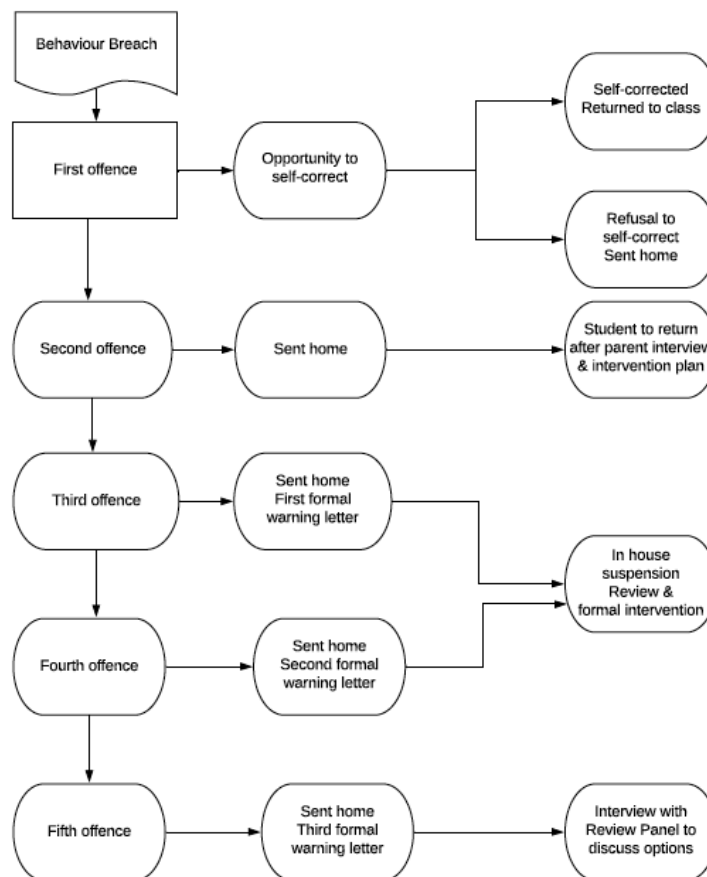 Behaviour Breach
First offence
Opportunity to
self-correct
Self-corrected
Returned to class
Refusal to
self-correct
Sent home
Second offence
Sent home
Student to return
after parent interview
& intervention plan
Third offence
Sent home
First formal
warning letter
In house
suspension
Review &
formal intervention
Fourth offence
Sent home
Second formal
warning letter
Fifth offence
Sent home
Third formal
warning letter
Interview with
Review Panel to
discuss options